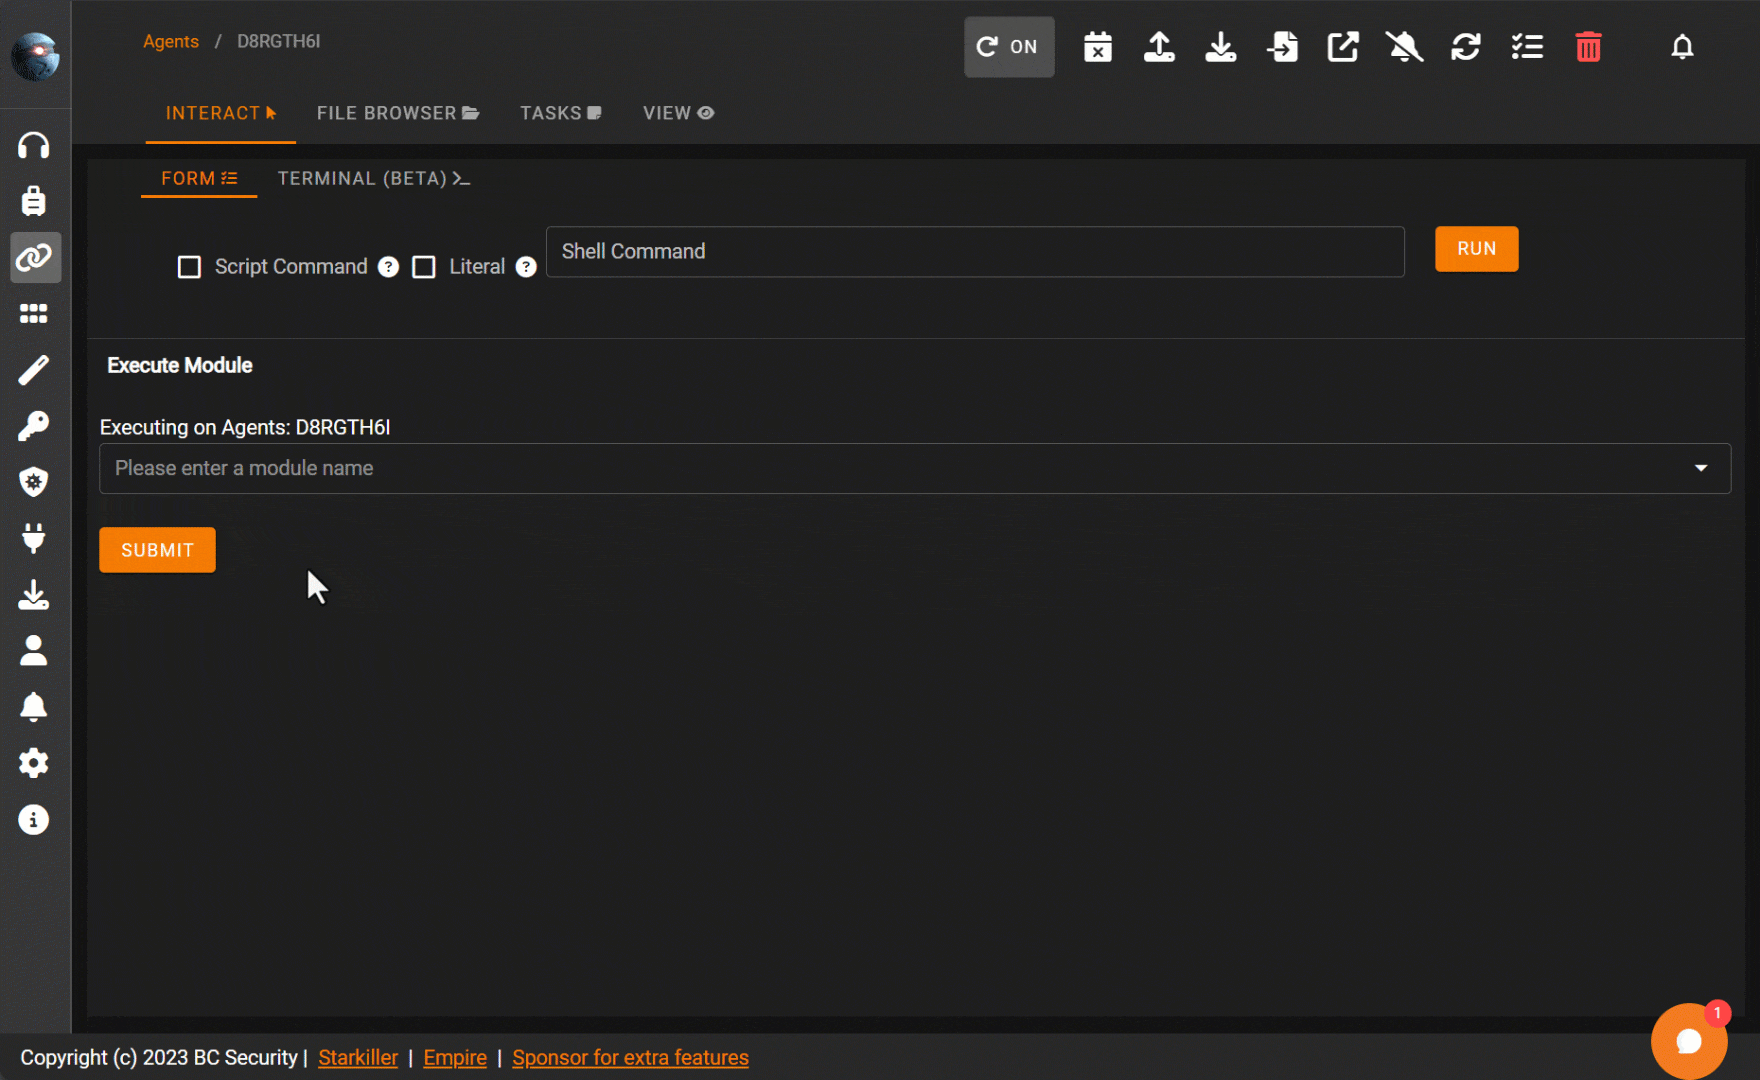 Agents / D8RGTH6I
ON
INTERACT FILE BROWSER TASKS VIEW
FORM TERMINAL (BETA)
Script Command ? Literal ? Shell Command RUN
Execute Module
Executing on Agents: D8RGTH6I
Please enter a module name
SUBMIT
1
Copyright (c) 2023 BC Security | Starkiller | Empire | Sponsor for extra features